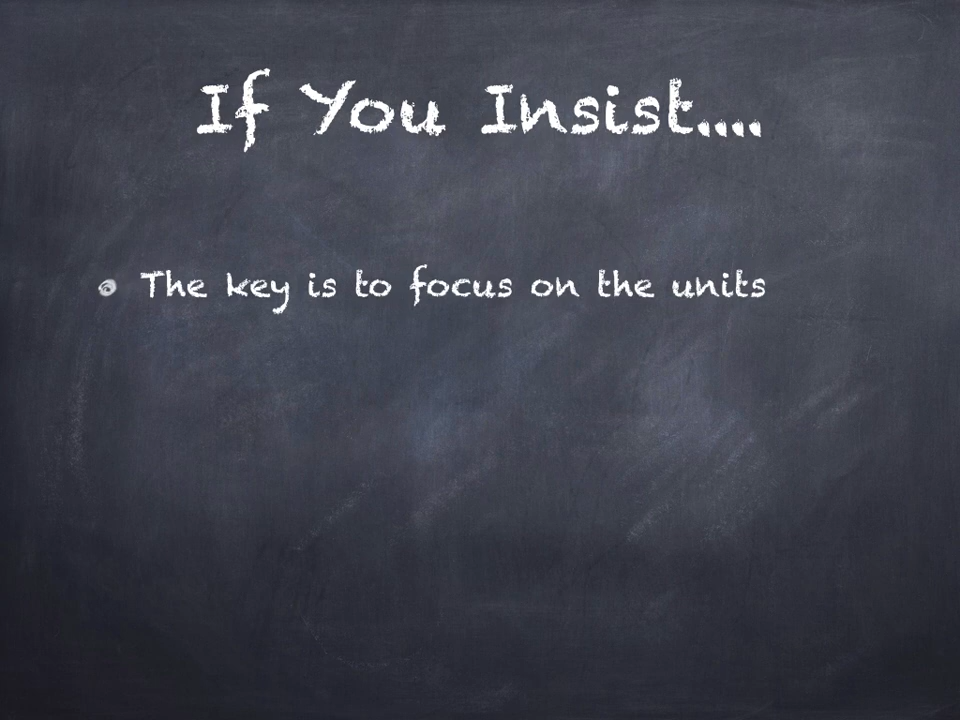 If You Insist....
The key is to focus on the units